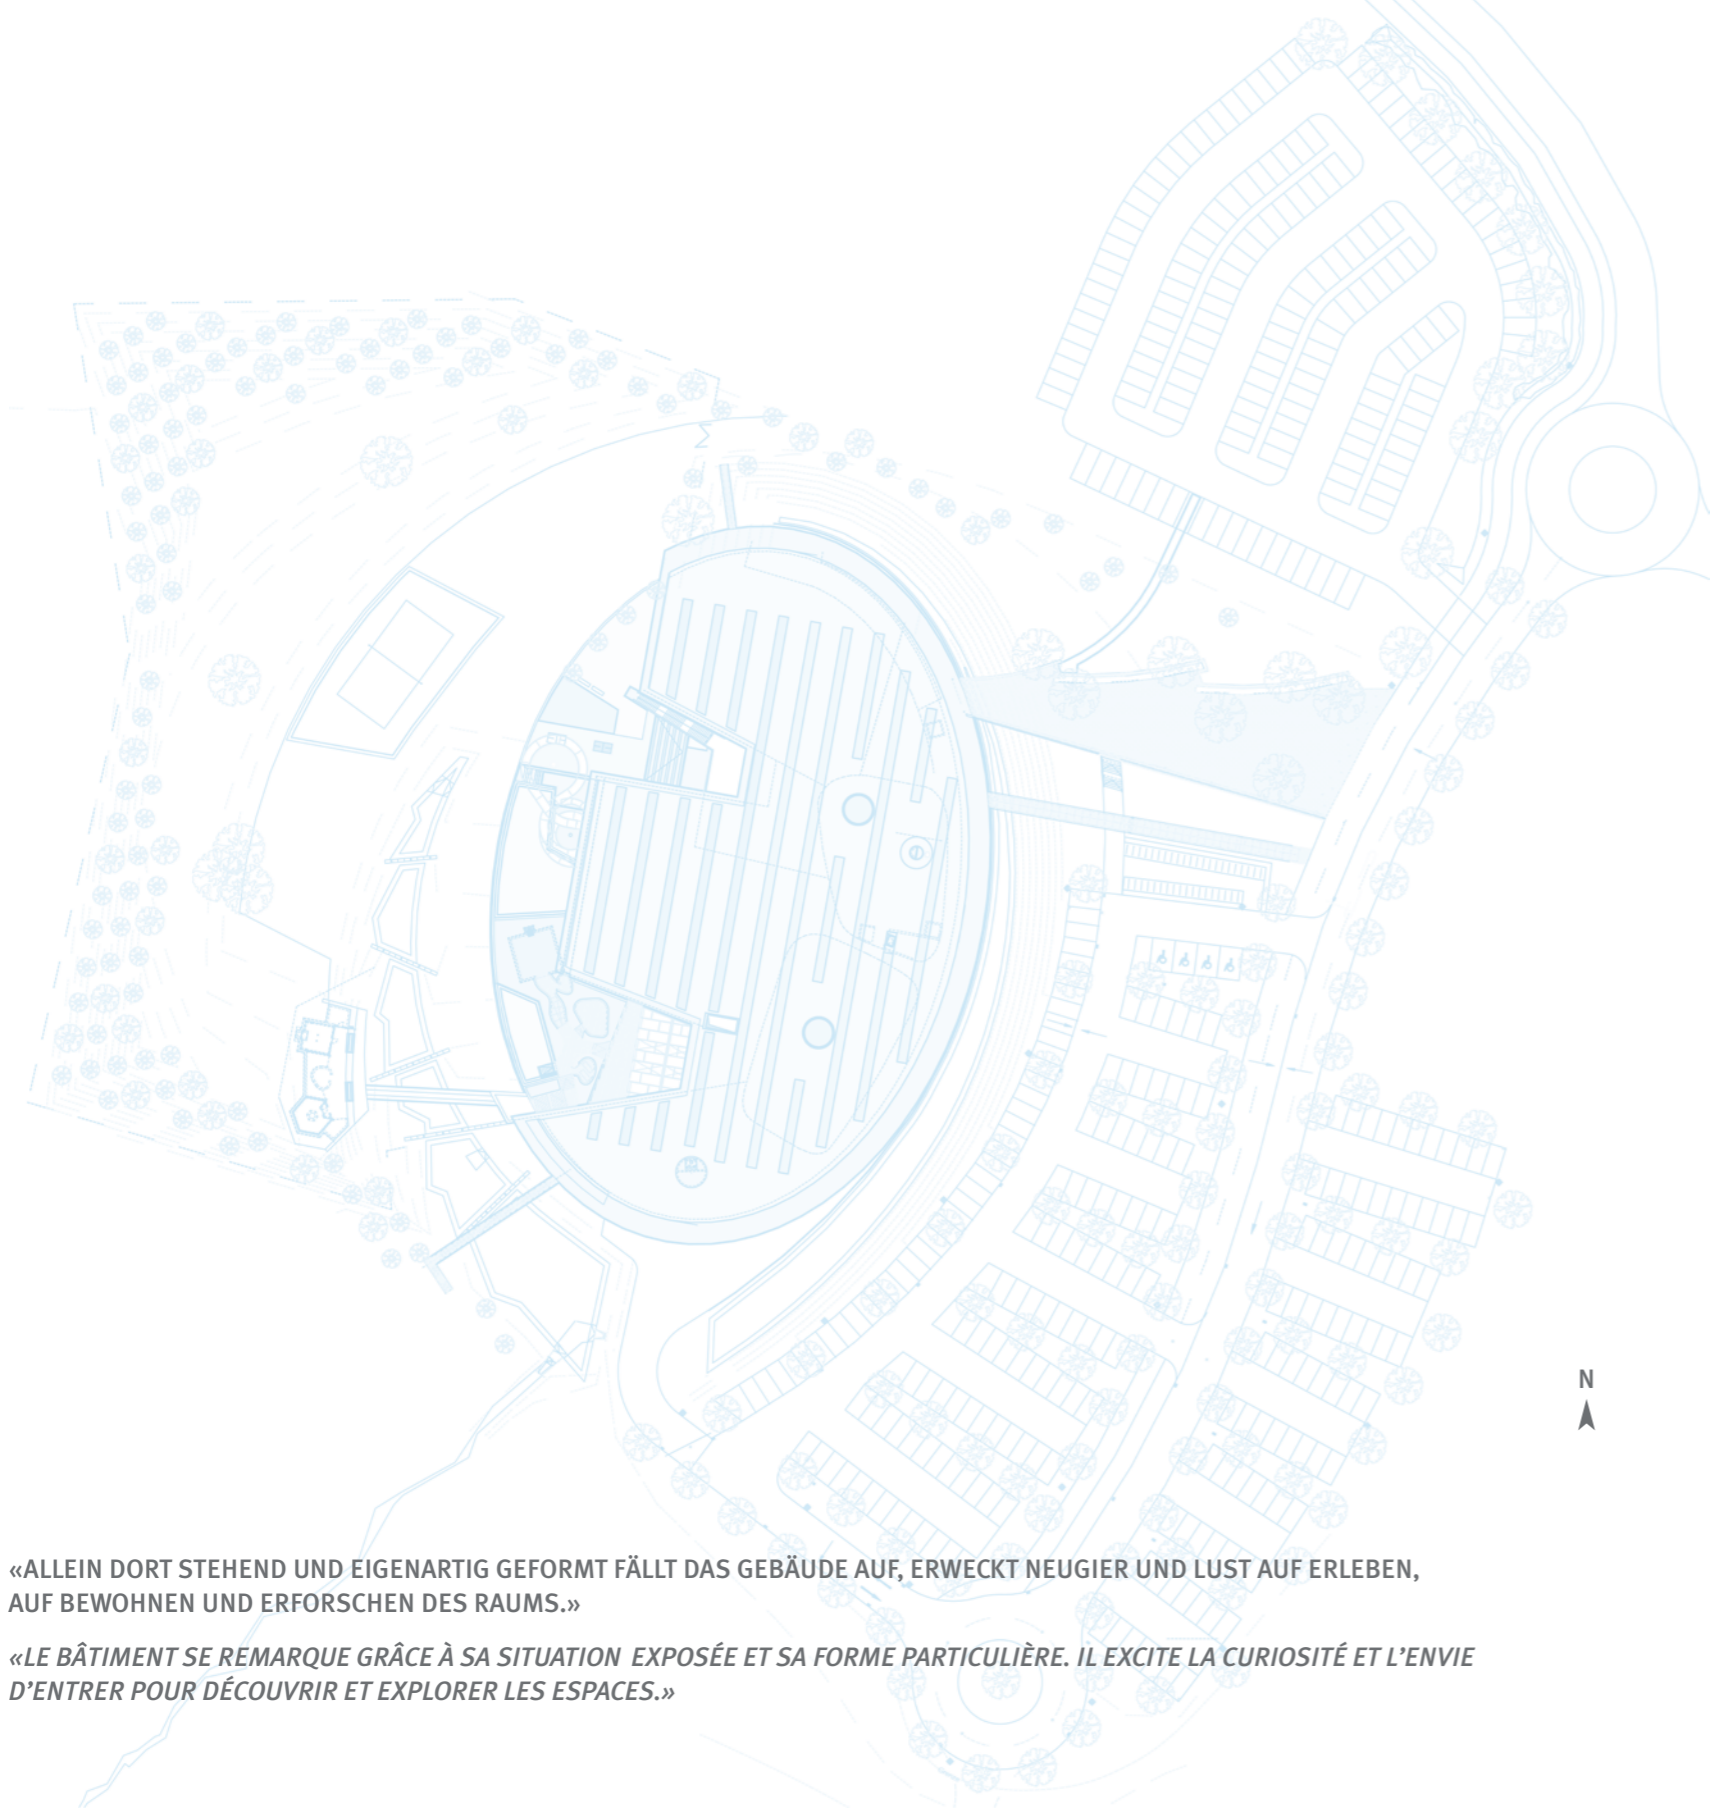 N
«ALLEIN DORT STEHEND UND EIGENARTIG GEFORMT FÄLLT DAS GEBÄUDE AUF, ERWECKT NEUGIER UND LUST AUF ERLEBEN,
AUF BEWOHNEN UND ERFORSCHEN DES RAUMS.»
«LE BÂTIMENT SE REMARQUE GRÂCE À SA SITUATION EXPOSÉE ET SA FORME PARTICULIÈRE. IL EXCITE LA CURIOSITÉ ET L’ENVIE
D’ENTRER POUR DÉCOUVRIR ET EXPLORER LES ESPACES.»